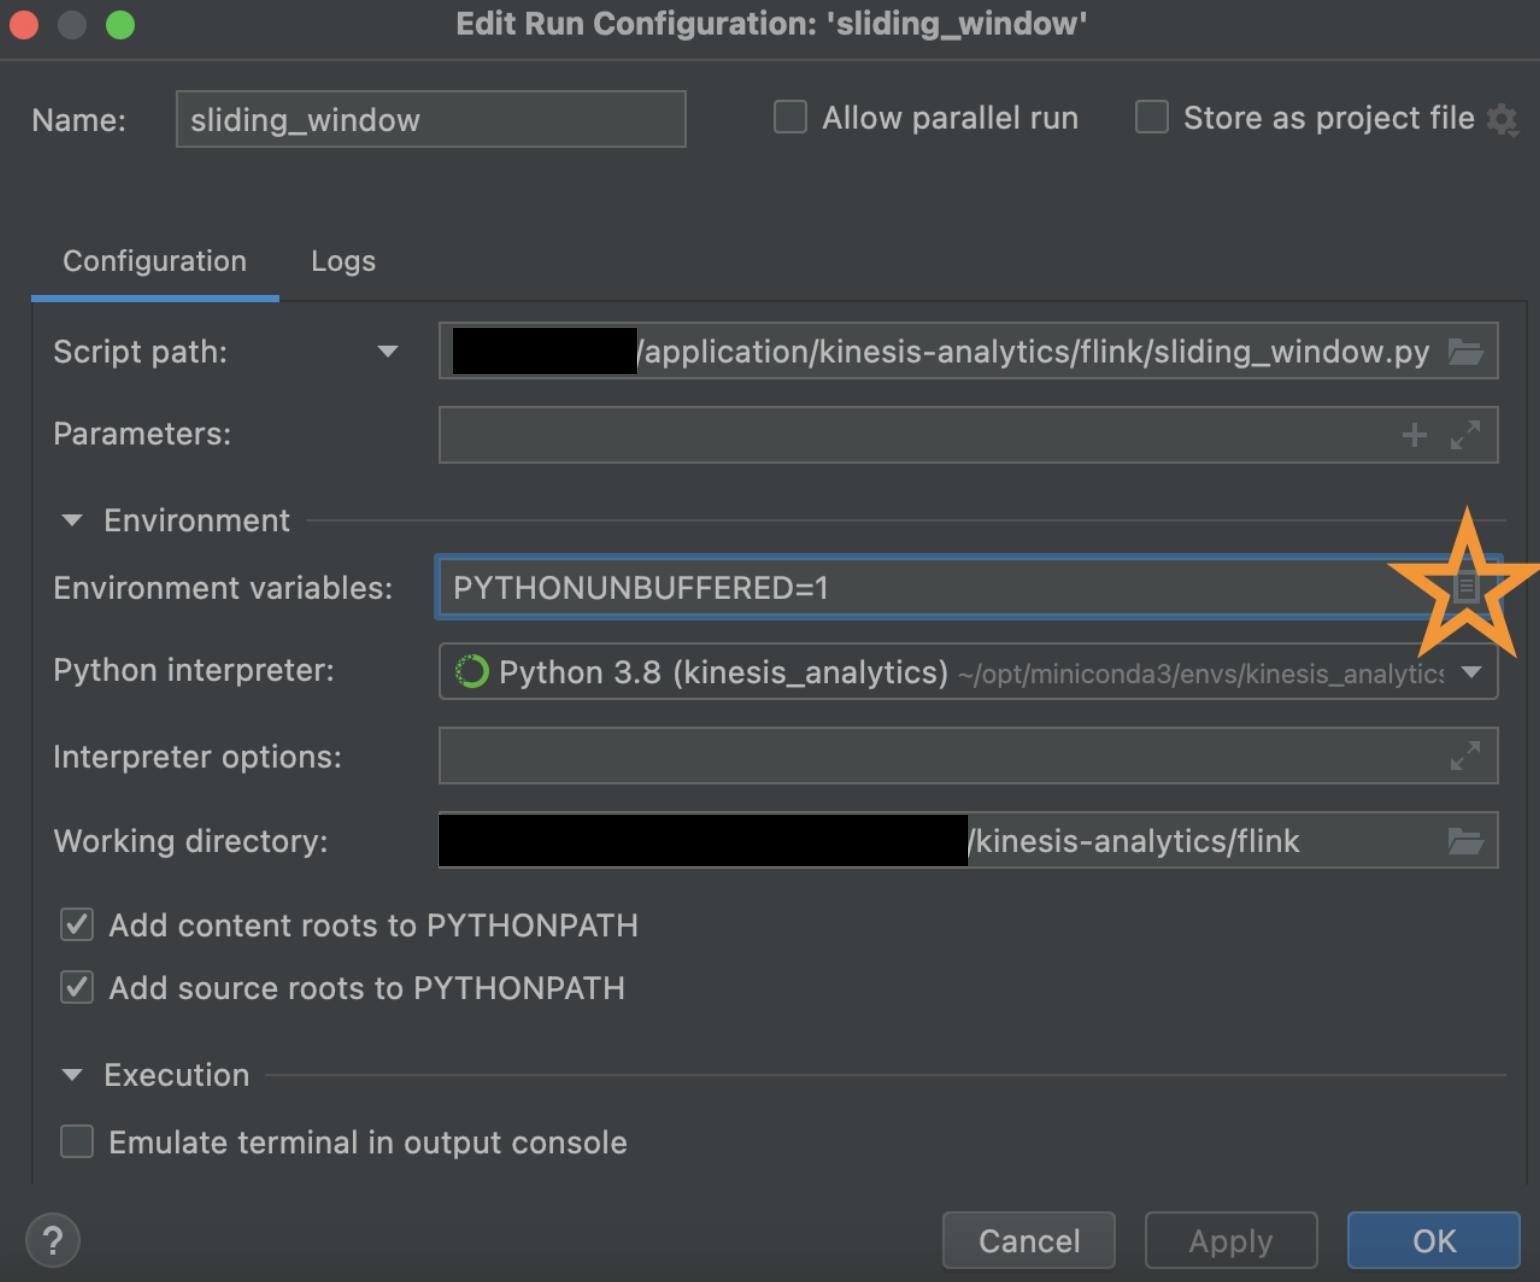 Edit Run Configuration: 'sliding_window'
Name: sliding_window Allow parallel run Store as project file
Configuration Logs
Script path: /application/kinesis-analytics/flink/sliding_window.py
Parameters:
Environment
Environment variables: PYTHONUNBUFFERED=1
Python interpreter: Python 3.8 (kinesis_analytics) ~/opt/miniconda3/envs/kinesis_analytics
Interpreter options:
Working directory: /kinesis-analytics/flink
Add content roots to PYTHONPATH
Add source roots to PYTHONPATH
Execution
Emulate terminal in output console
? Cancel Apply OK